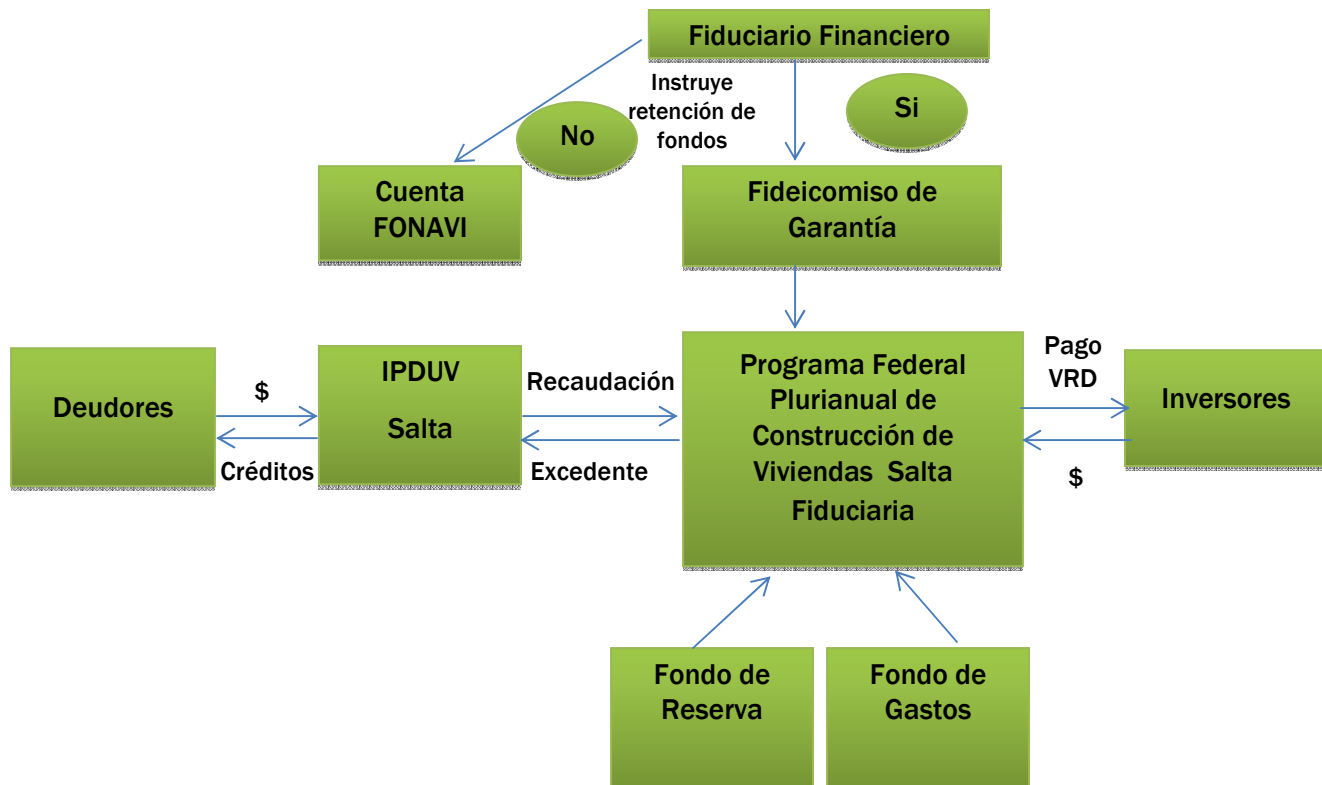 Fiduciario Financiero
Instruye
retención de
fondos
No
Si
Cuenta
FONAVI
Fideicomiso de
Garantía
Deudores
$
Créditos
IPDUV
Salta
Recaudación
Excedente
Programa Federal
Plurianual de
Construcción de
Viviendas Salta
Fiduciaria
Pago
VRD
$
Inversores
Fondo de
Reserva
Fondo de
Gastos